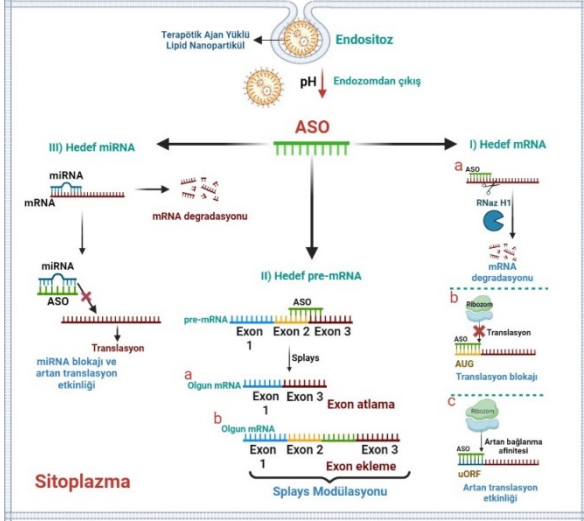 Terapötik Ajan Yüklü
Lipid Nanopartikül
Endositoz
pH
Endozomdan çıkış
ASO
III) Hedef miRNA
miRNA
mRNA
mRNA degradasyonu
miRNA
ASO
Translasyon
miRNA blokajı ve
artan translasyon
etkinliği
II) Hedef pre-mRNA
ASO
pre-mRNA
Exon
1
Exon 2
Exon 3
Splays
a
Olgun mRNA
Exon
1
Exon 3
Exon atlama
b
Olgun mRNA
Exon
1
Exon 2
Exon 3
Exon ekleme
Splays Modülasyonu
I) Hedef mRNA
a
ASO
RNaz H1
mRNA
degradasyonu
b
Ribozom
Translasyon
ASO
AUG
Translasyon blokajı
c
Ribozom
Artan bağlanma
afinitesi
ASO
uORF
Artan translasyon
etkinliği
Sitoplazma